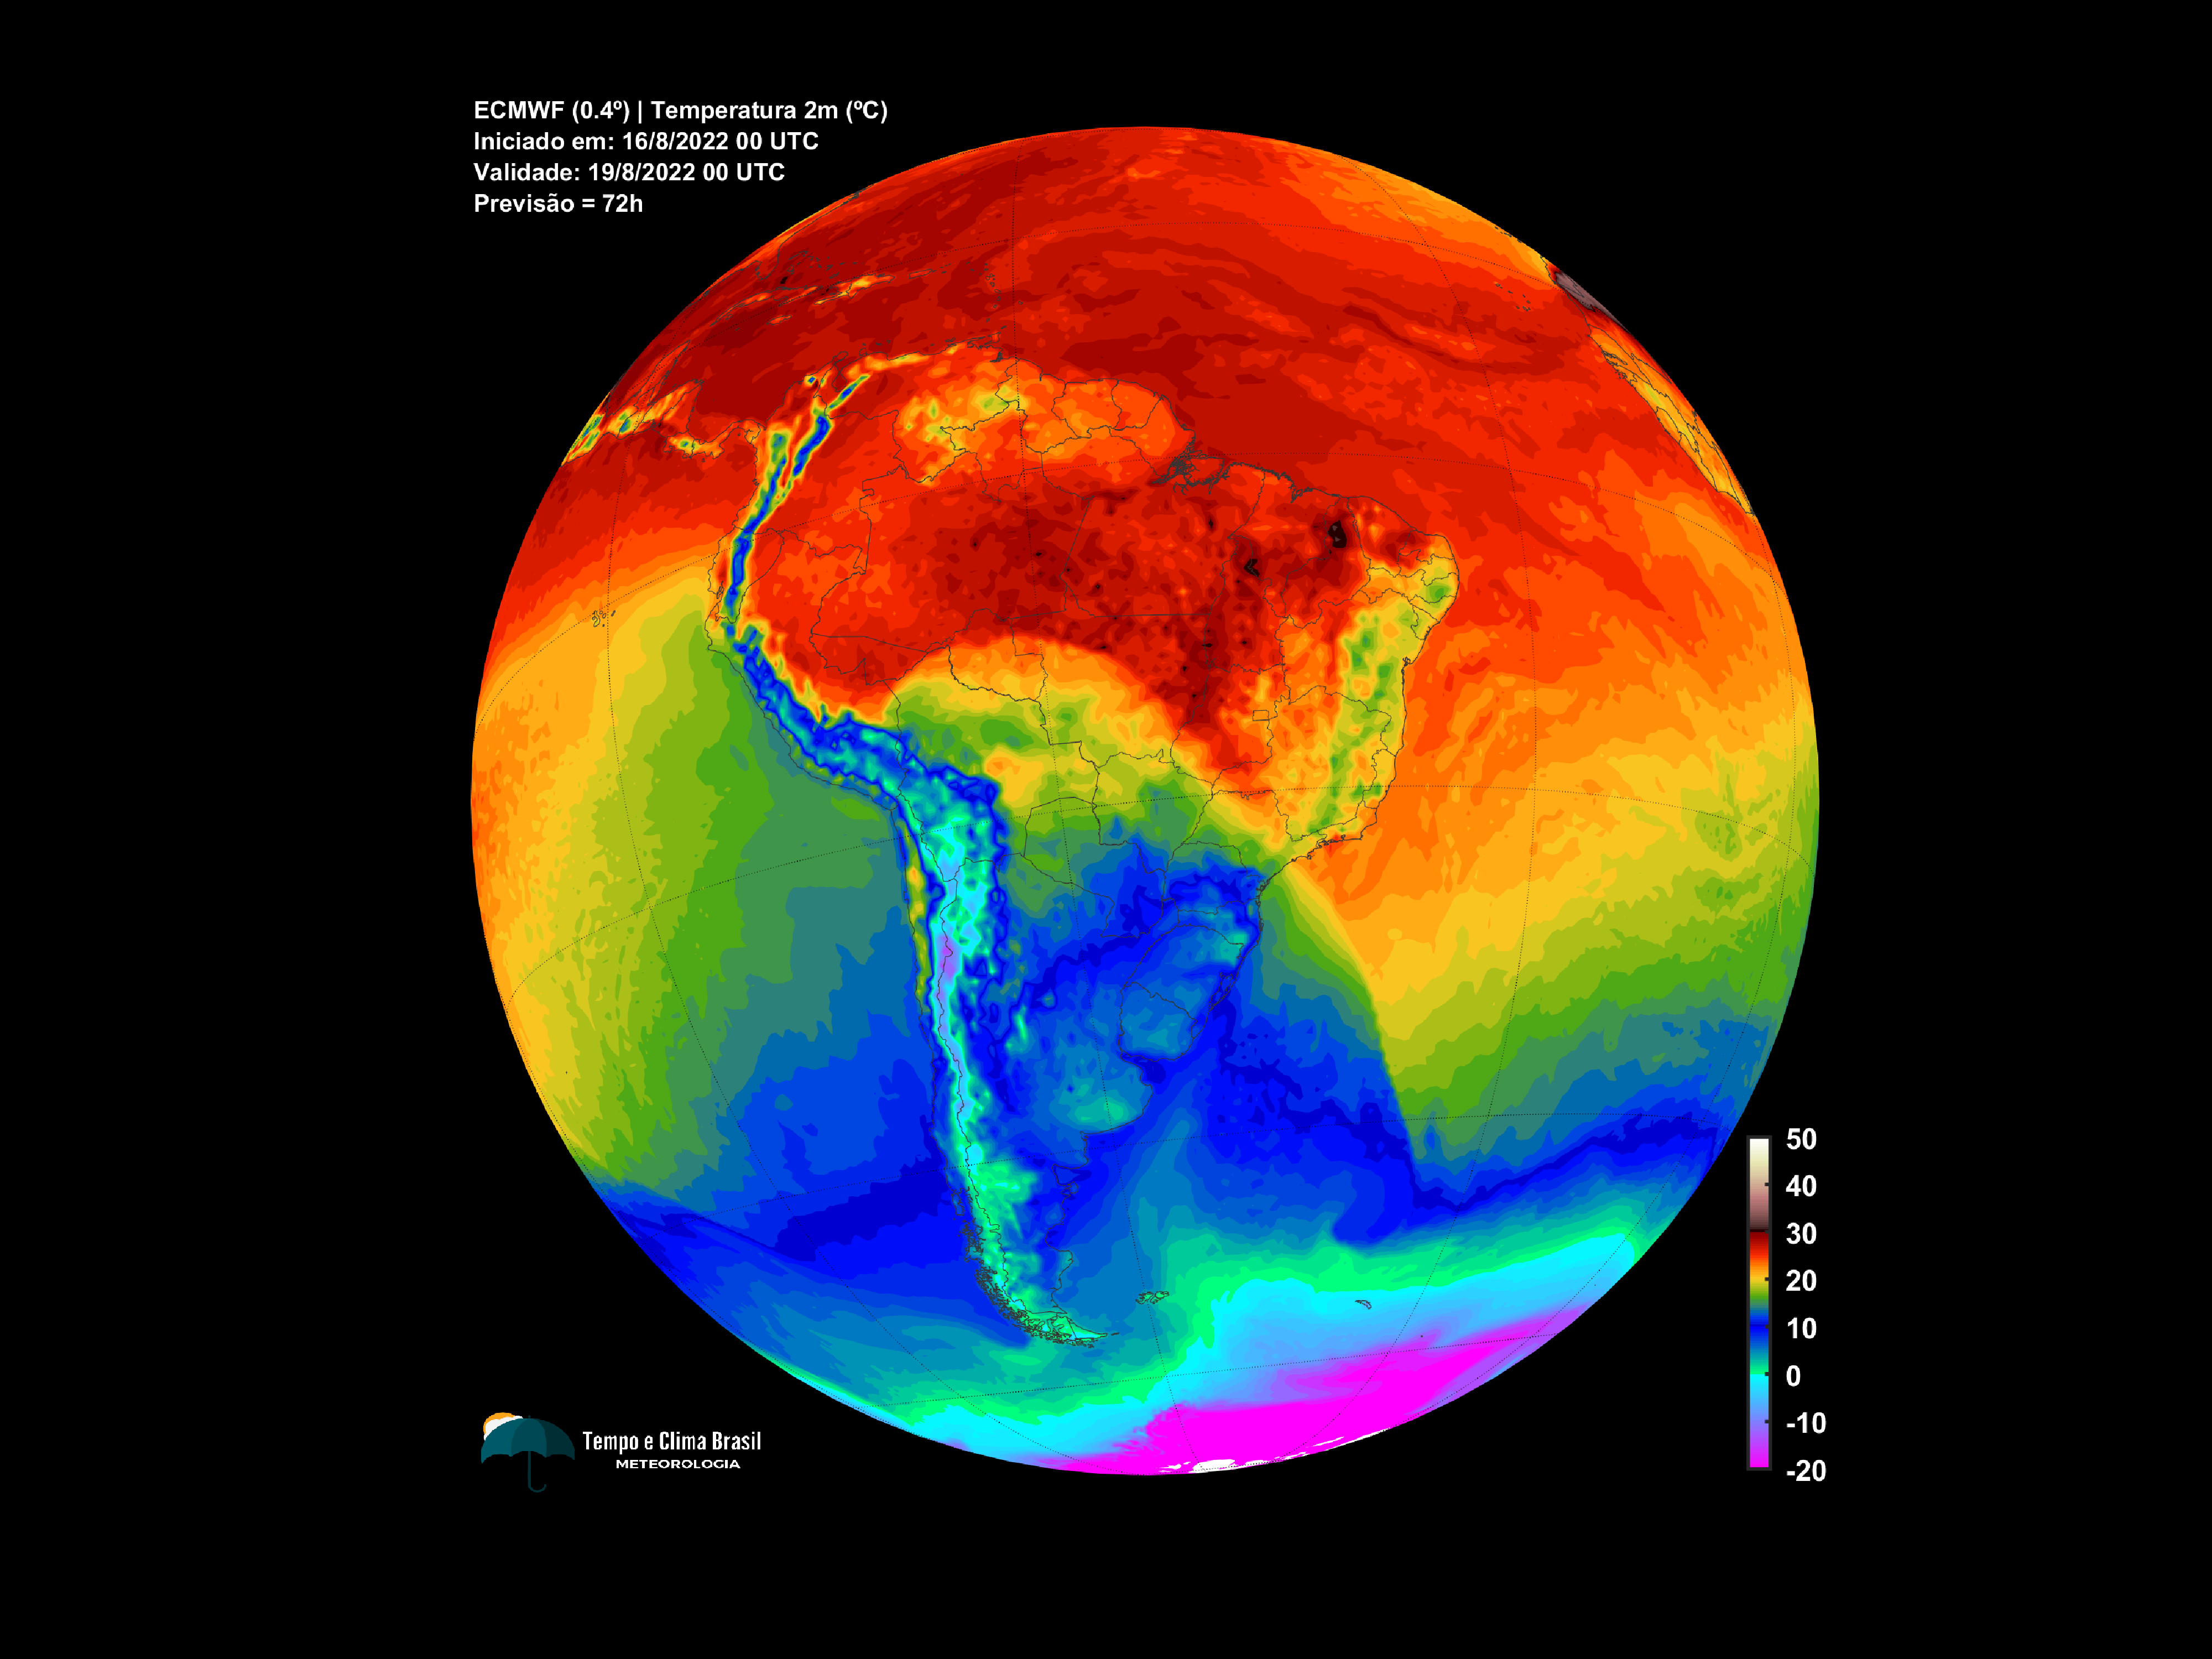 ECMWF (0.4º) | Temperatura 2m (ºC)
Iniciado em: 16/8/2022 00 UTC
Validade: 19/8/2022 00 UTC
Previsão = 72h
50
40
30
20
10
0
-10
-20
Tempo e Clima Brasil
METEOROLOGIA